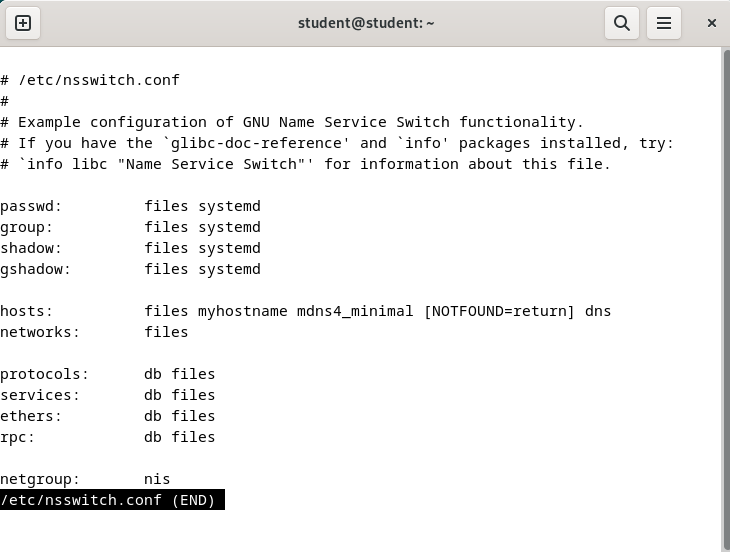 student@student: ~
# /etc/nsswitch.conf
#
# Example configuration of GNU Name Service Switch functionality.
# If you have the `glibc-doc-reference' and `info' packages installed, try:
# `info libc "Name Service Switch"' for information about this file.
passwd:         files systemd
group:          files systemd
shadow:         files systemd
gshadow:        files systemd
hosts:          files myhostname mdns4_minimal [NOTFOUND=return] dns
networks:       files
protocols:      db files
services:       db files
ethers:         db files
rpc:            db files
netgroup:       nis
/etc/nsswitch.conf (END)